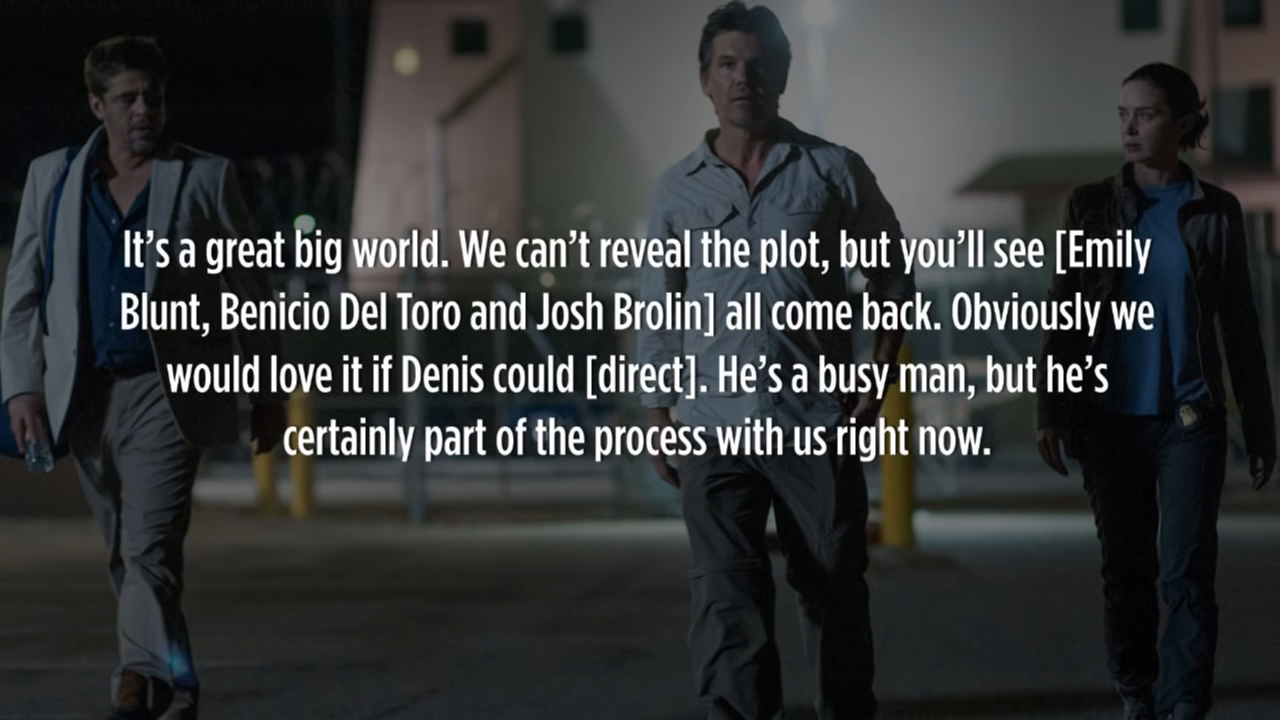 It’s a great big world. We can’t reveal the plot, but you’ll see [Emily
Blunt, Benicio Del Toro and Josh Brolin] all come back. Obviously we
would love it if Denis could [direct]. He’s a busy man, but he’s
certainly part of the process with us right now.